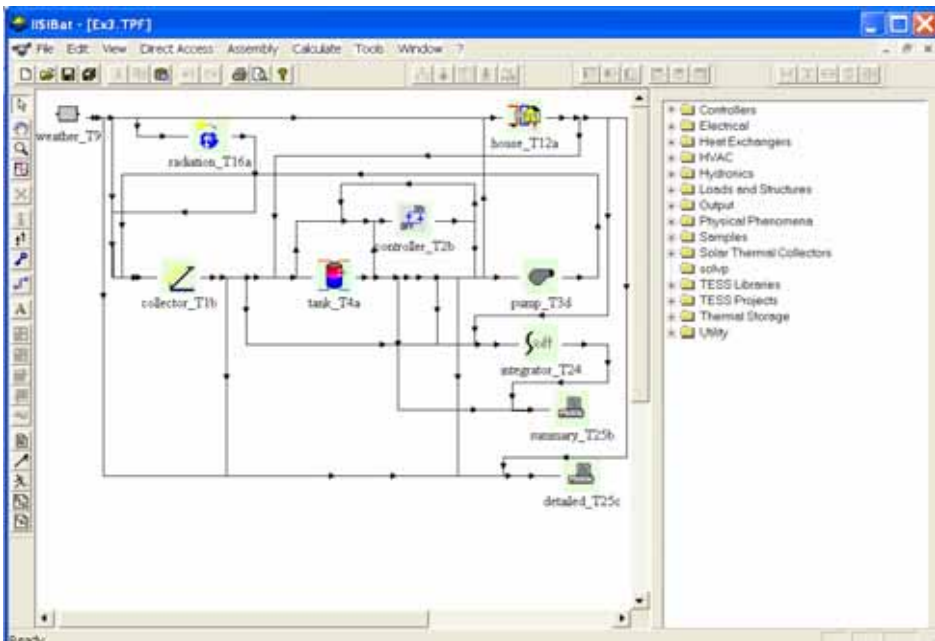 IISiBat - [Ex3.TPF]
File Edit View Direct Access Assembly Calculate Tools Window ?
weather_T9
radiation_T16a
house_T12a
controller_T2b
collector_T1b
tank_T4a
pump_T3d
integrator_T24
summary_T25b
detailed_T25c
Controllers
Electrical
Heat Exchangers
HVAC
Hydronics
Loads and Structures
Output
Physical Phenomena
Samples
Solar Thermal Collectors
solvp
TESS Libraries
TESS Projects
Thermal Storage
Utility
Ready